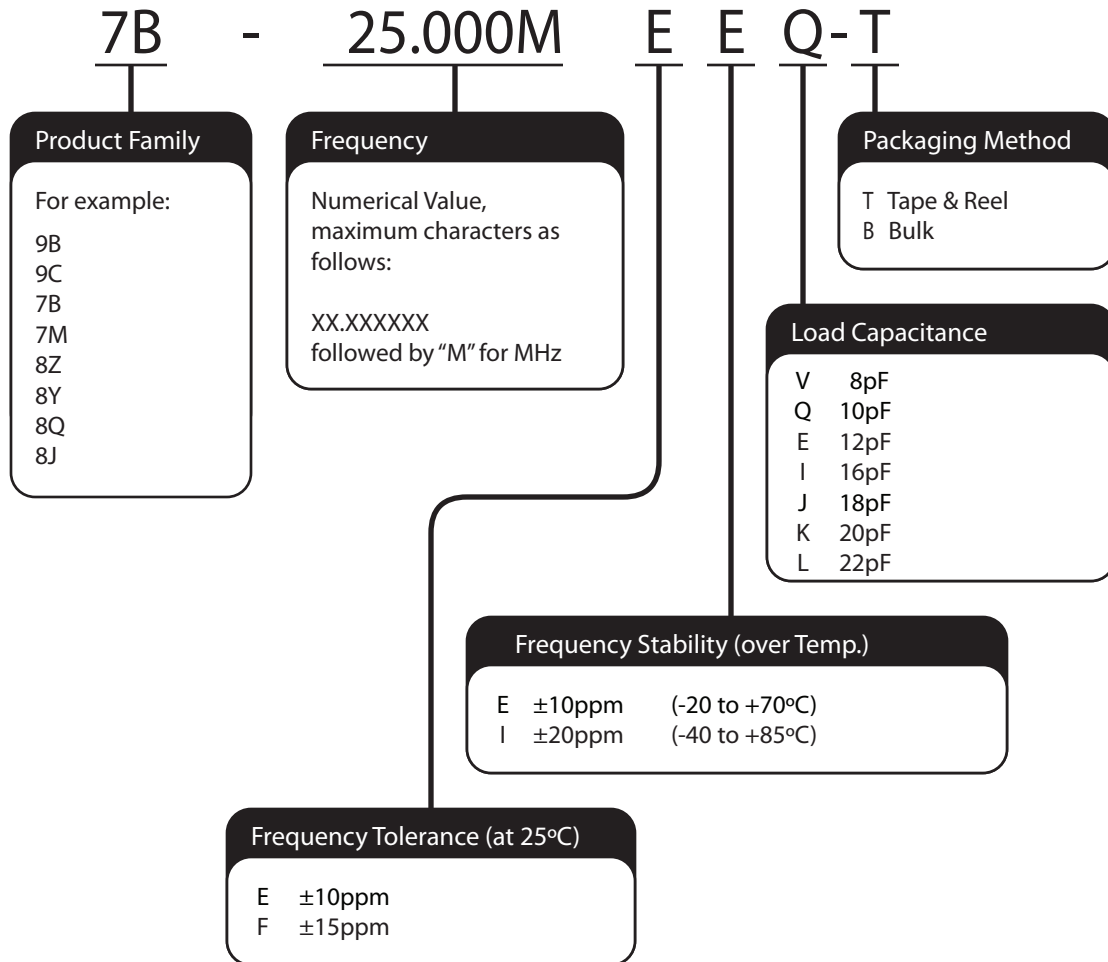 7B - 25.000M E E Q-T
Product Family
For example:
9B
9C
7B
7M
8Z
8Y
8Q
8J
Frequency
Numerical Value,
maximum characters as
follows:
XX.XXXXXX
followed by “M” for MHz
Packaging Method
T Tape & Reel
B Bulk
Load Capacitance
V 8pF
Q 10pF
E 12pF
I 16pF
J 18pF
K 20pF
L 22pF
Frequency Stability (over Temp.)
E ±10ppm (-20 to +70ºC)
I ±20ppm (-40 to +85ºC)
Frequency Tolerance (at 25ºC)
E ±10ppm
F ±15ppm